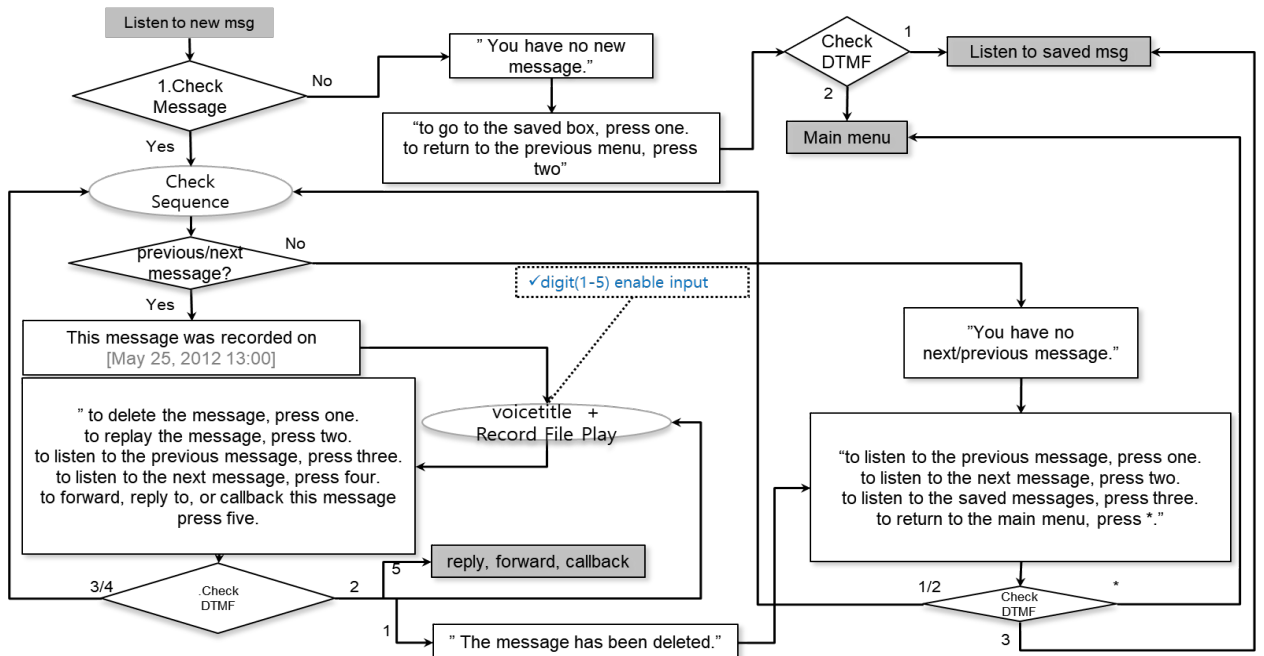 Listen to new msg
1.Check
Message
No
Yes
” You have no new
message.”
“to go to the saved box, press one.
to return to the previous menu, press
two”
Check
DTMF
1
2
Listen to saved msg
Main menu
Check
Sequence
previous/next
message?
No
Yes
✓digit(1-5) enable input
This message was recorded on
[May 25, 2012 13:00]
voicetitle +
Record File Play
” to delete the message, press one.
to replay the message, press two.
to listen to the previous message, press three.
to listen to the next message, press four.
to forward, reply to, or callback this message
press five.
”You have no
next/previous message.”
“to listen to the previous message, press one.
to listen to the next message, press two.
to listen to the saved messages, press three.
to return to the main menu, press *.”
3/4
.Check
DTMF
2
5
reply, forward, callback
1
” The message has been deleted.”
1/2
Check
DTMF
*
3